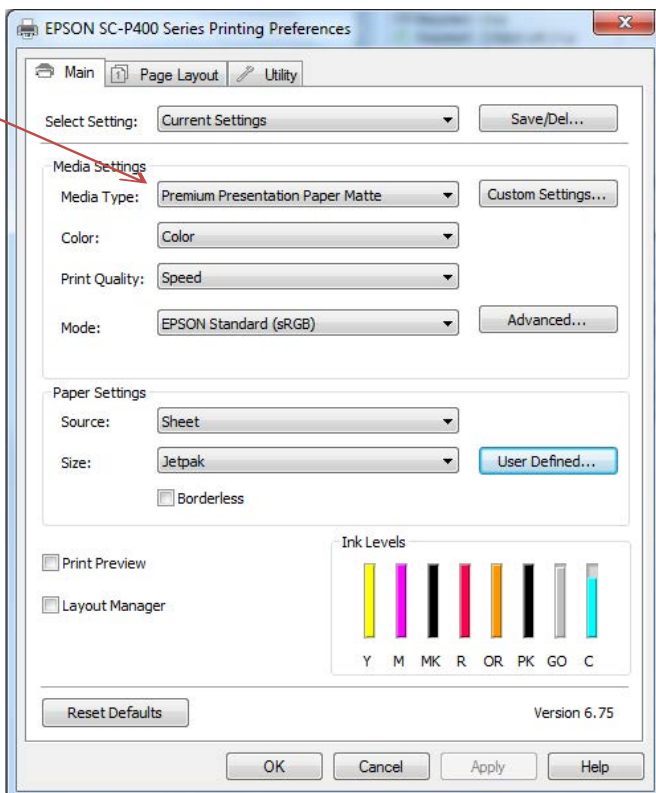 EPSON SC-P400 Series Printing Preferences
Main
Page Layout
Utility
Select Setting: Current Settings Save/Del...
Media Settings
Media Type: Premium Presentation Paper Matte Custom Settings...
Color: Color
Print Quality: Speed
Mode: EPSON Standard (sRGB) Advanced...
Paper Settings
Source: Sheet
Size: Jetpak User Defined...
Borderless
Print Preview
Layout Manager
Ink Levels
Y M MK R OR PK GO C
Reset Defaults Version 6.75
OK Cancel Apply Help